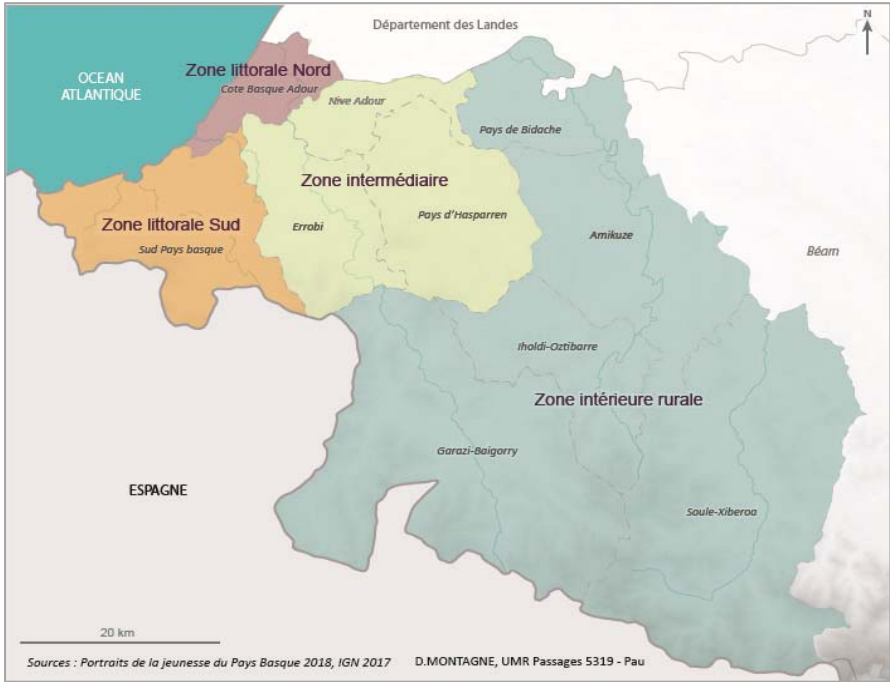 Département des Landes
N
OCEAN
ATLANTIQUE
Zone littorale Nord
Cote Basque Adour
Nive Adour
Pays de Bidache
Zone intermédiaire
Pays d'Hasparren
Zone littorale Sud
Sud Pays basque
Errobi
Amikuze
Béarn
Iholdi-Oztibarre
Zone intérieure rurale
Garazi-Baigorry
ESPAGNE
Soule-Xiberoa
20 km
Sources : Portraits de la jeunesse du Pays Basque 2018, IGN 2017 D.MONTAGNE, UMR Passages 5319 - Pau